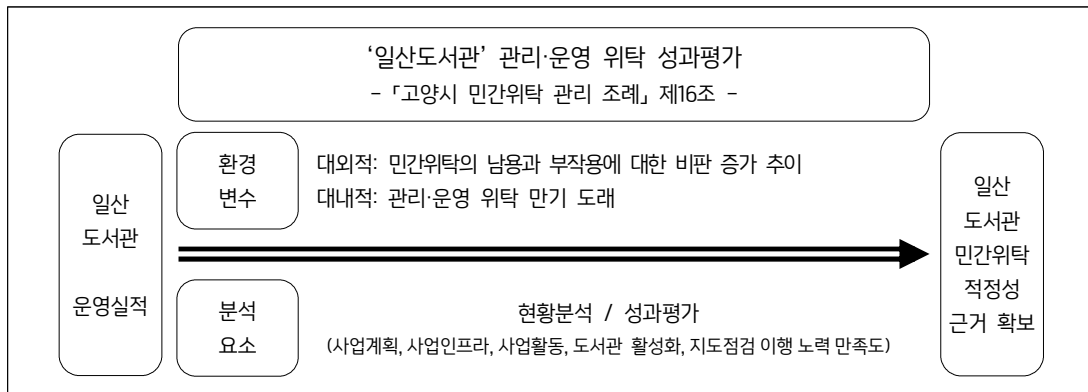 ‘일산도서관’ 관리·운영 위탁 성과평가
- 「고양시 민간위탁 관리 조례」 제16조 -
일산
도서관
운영실적
환경
변수
대외적: 민간위탁의 남용과 부작용에 대한 비판 증가 추이
대내적: 관리·운영 위탁 만기 도래
분석
요소
현황분석 / 성과평가
(사업계획, 사업인프라, 사업활동, 도서관 활성화, 지도점검 이행 노력 만족도)
일산
도서관
민간위탁
적정성
근거 확보